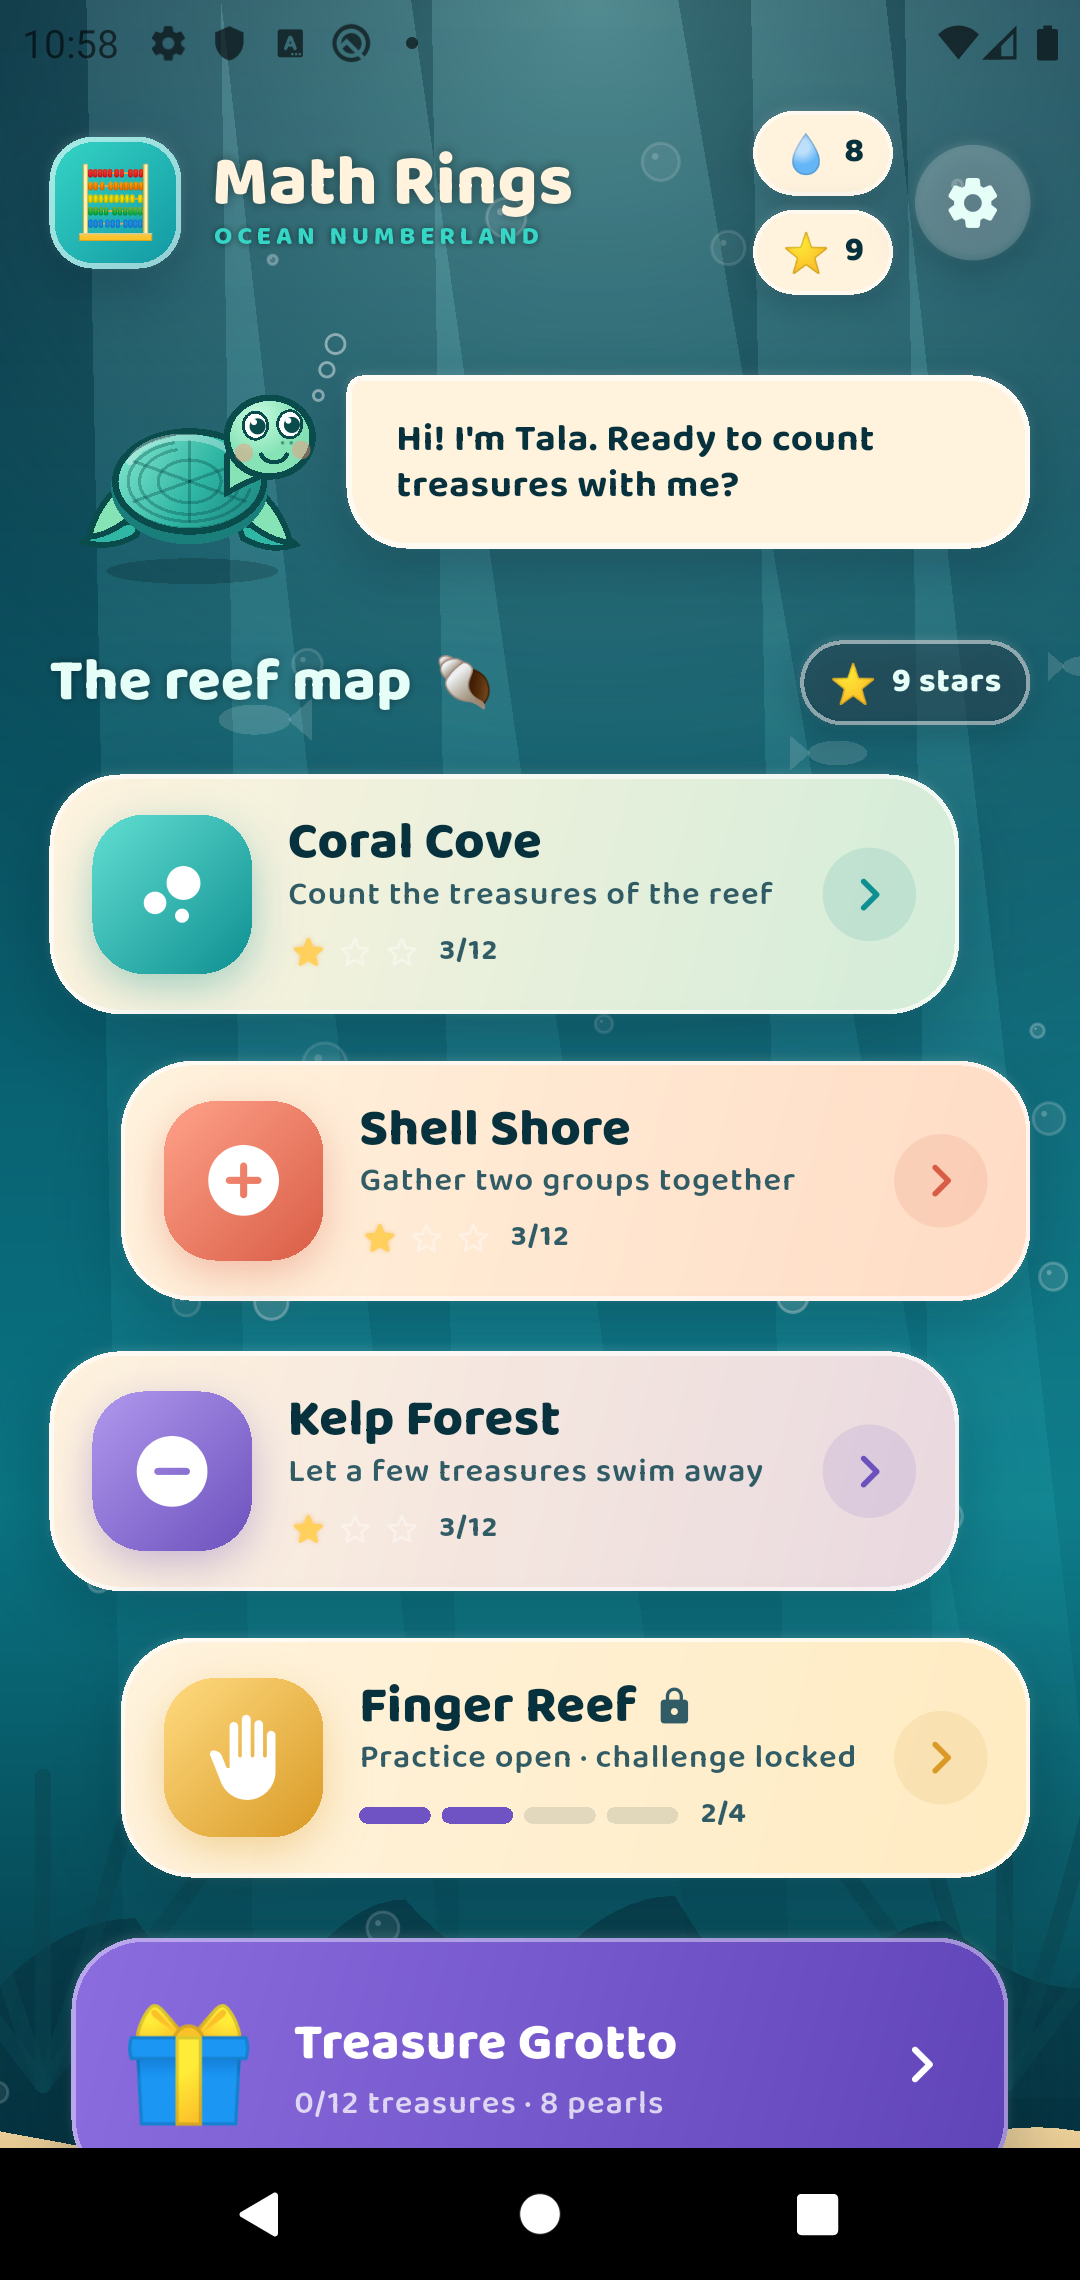 10:58
Math Rings
OCEAN NUMBERLAND
8
9
Hi! I'm Tala. Ready to count
treasures with me?
The reef map
9 stars
Coral Cove
Count the treasures of the reef
3/12
Shell Shore
Gather two groups together
3/12
Kelp Forest
Let a few treasures swim away
3/12
Finger Reef
Practice open · challenge locked
2/4
Treasure Grotto
0/12 treasures · 8 pearls